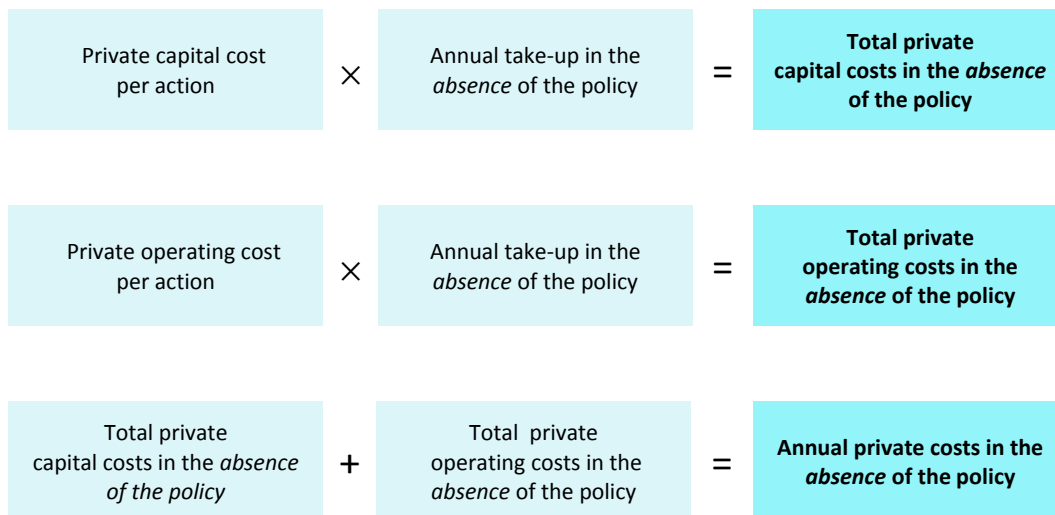 Private capital cost
per action
×
Annual take-up in the
absence of the policy
=
Total private
capital costs in the absence
of the policy
Private operating cost
per action
×
Annual take-up in the
absence of the policy
=
Total private
operating costs in the
absence of the policy
Total private
capital costs in the absence
of the policy
+
Total private
operating costs in the
absence of the policy
=
Annual private costs in the
absence of the policy